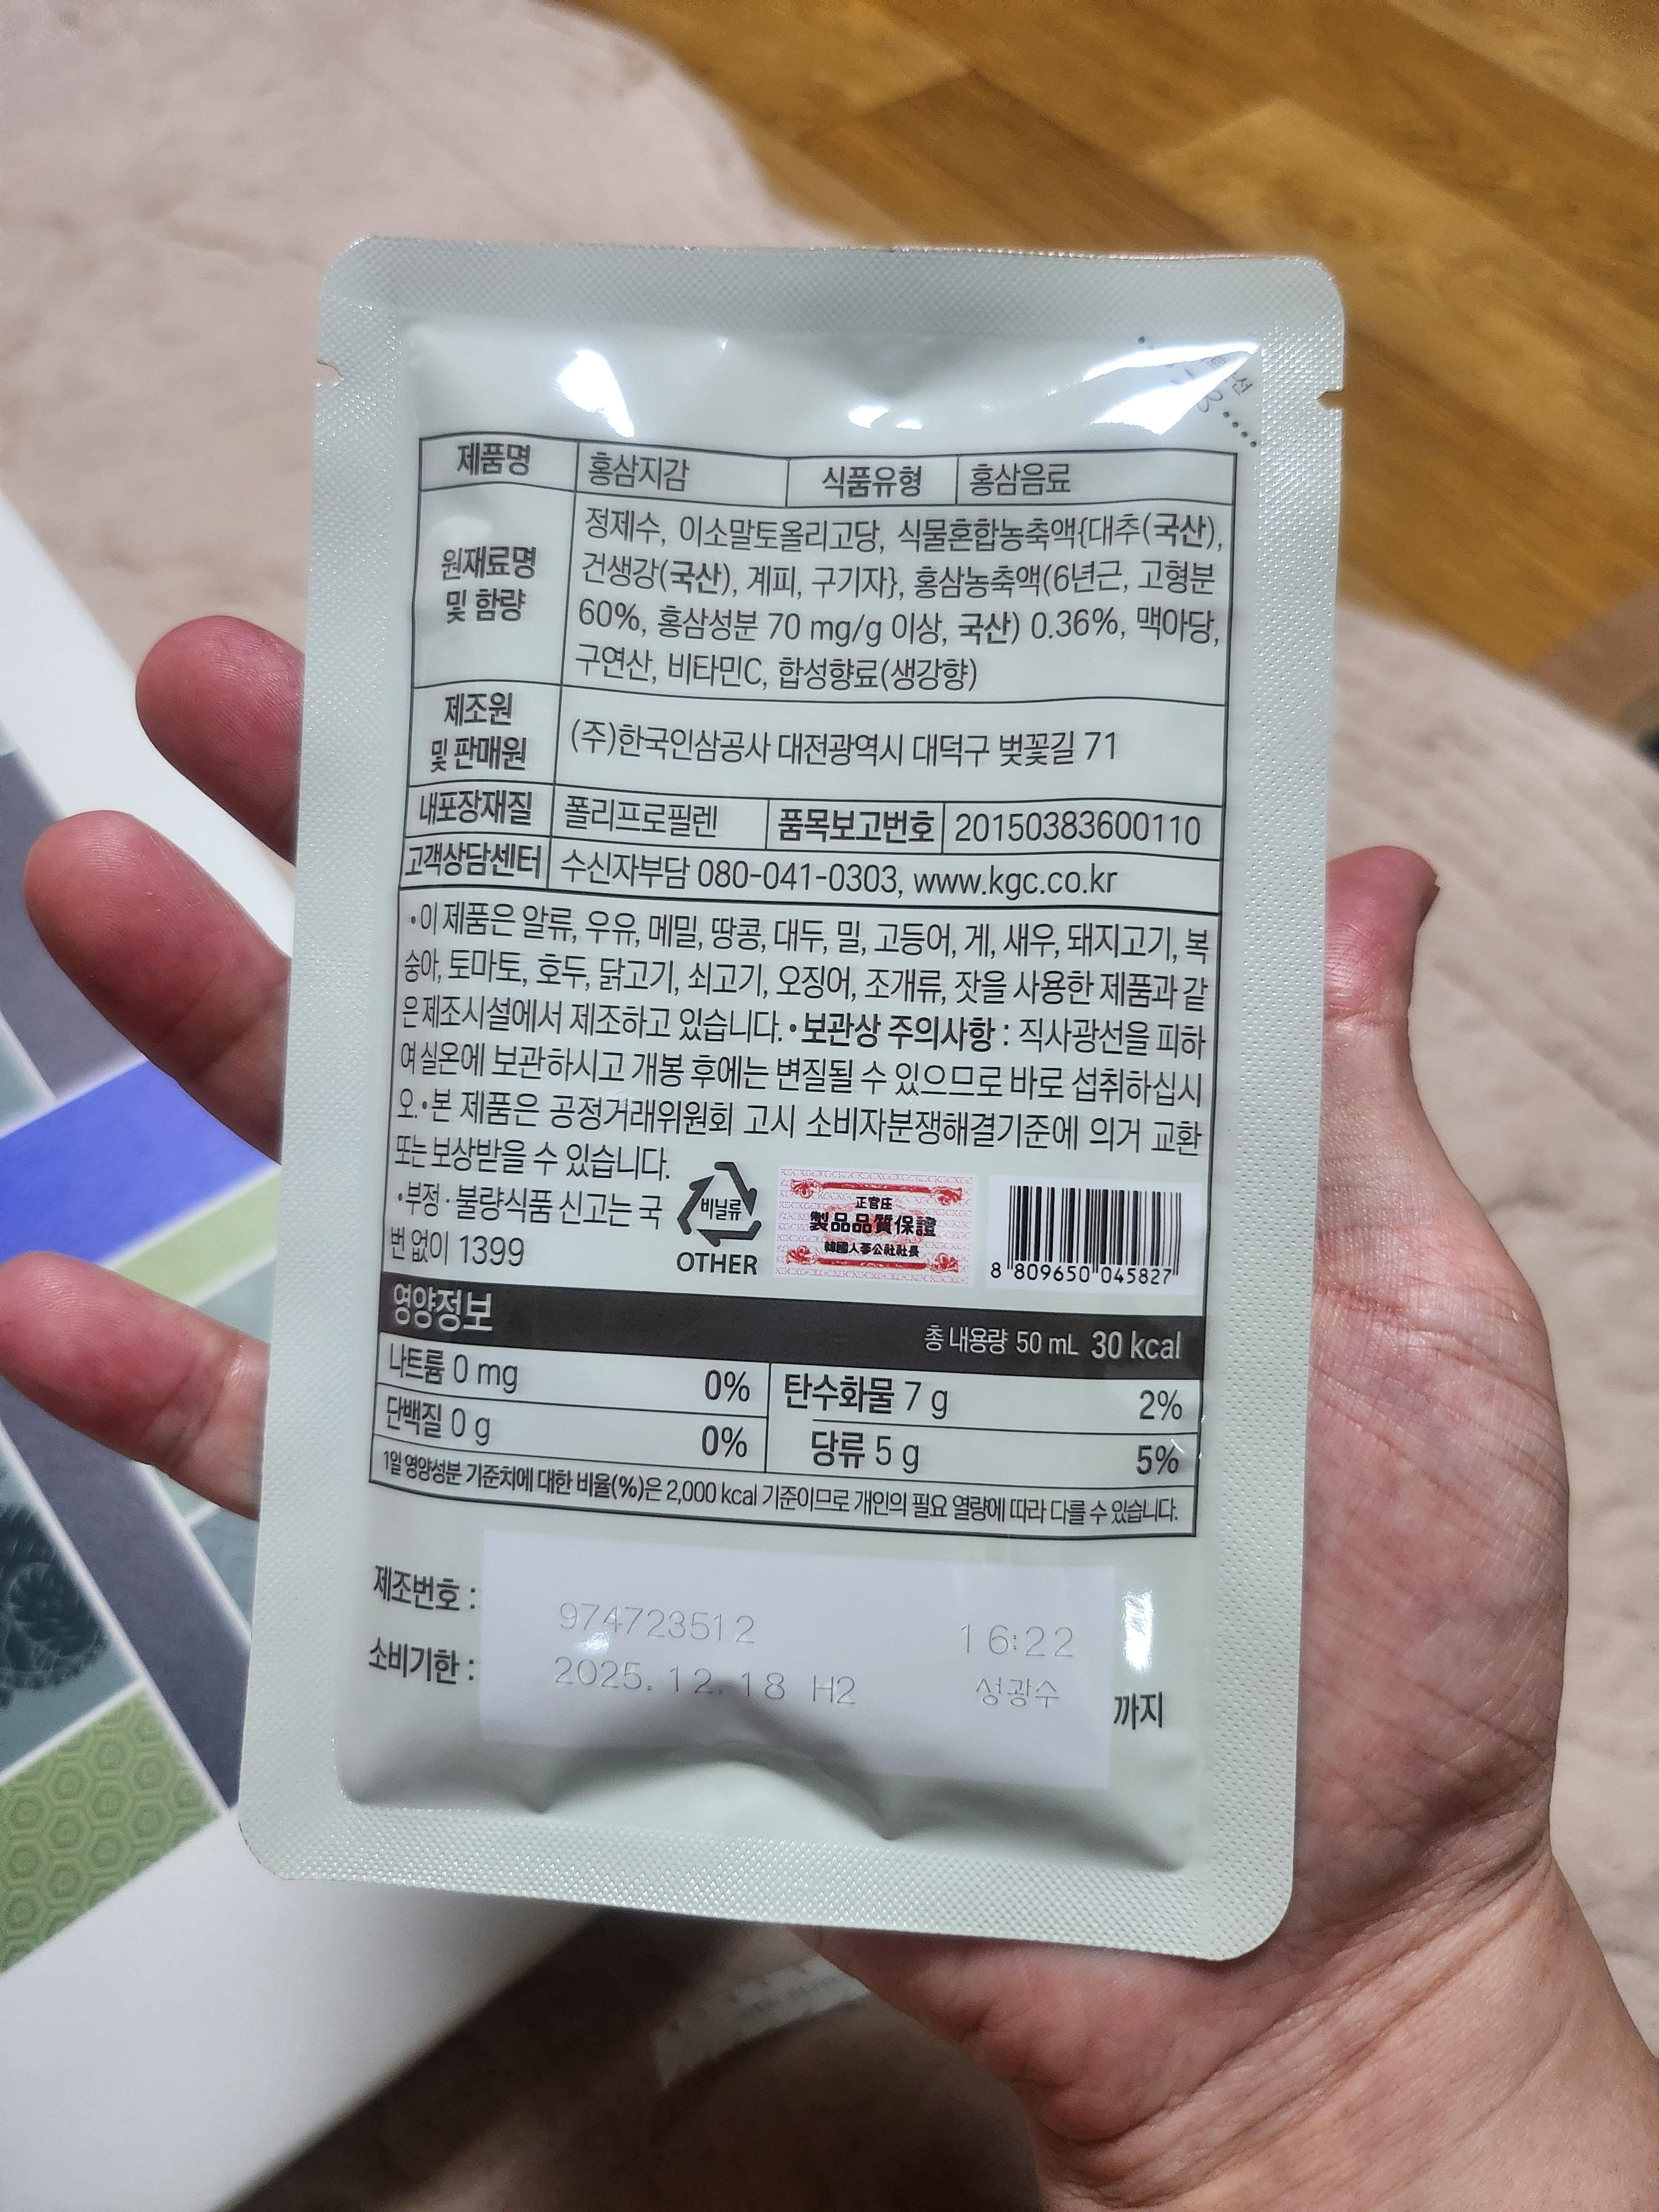 제품명 홍삼지감 식품유형 홍삼음료
원재료명
및 함량
정제수, 이소말토올리고당, 식물혼합농축액{대추(국산),
건생강(국산), 계피, 구기자}, 홍삼농축액(6년근, 고형분
60%, 홍삼성분 70 mg/g 이상, 국산) 0.36%, 맥아당,
구연산, 비타민C, 합성향료(생강향)
제조원
및 판매원
(주)한국인삼공사 대전광역시 대덕구 벚꽃길 71
내포장재질 폴리프로필렌 품목보고번호 20150383600110
고객상담센터 수신자부담 080-041-0303, www.kgc.co.kr
•이 제품은 알류, 우유, 메밀, 땅콩, 대두, 밀, 고등어, 게, 새우, 돼지고기, 복
숭아, 토마토, 호두, 닭고기, 쇠고기, 오징어, 조개류, 잣을 사용한 제품과 같
은 제조시설에서 제조하고 있습니다. •보관상 주의사항 : 직사광선을 피하
여 실온에 보관하시고 개봉 후에는 변질될 수 있으므로 바로 섭취하십시
오. •본 제품은 공정거래위원회 고시 소비자분쟁해결기준에 의거 교환
또는 보상받을 수 있습니다.
•부정·불량식품 신고는 국
번 없이 1399
비닐류
OTHER
正官庄
製品品質保證
韓國人蔘公社社長
8 809650 045827
영양정보 총 내용량 50 mL 30 kcal
나트륨 0 mg 0% 탄수화물 7 g 2%
단백질 0 g 0% 당류 5 g 5%
1일 영양성분 기준치에 대한 비율(%)은 2,000 kcal 기준이므로 개인의 필요 열량에 따라 다를 수 있습니다.
제조번호 : 974723512 16:22
소비기한 : 2025.12.18 H2 성광수 까지